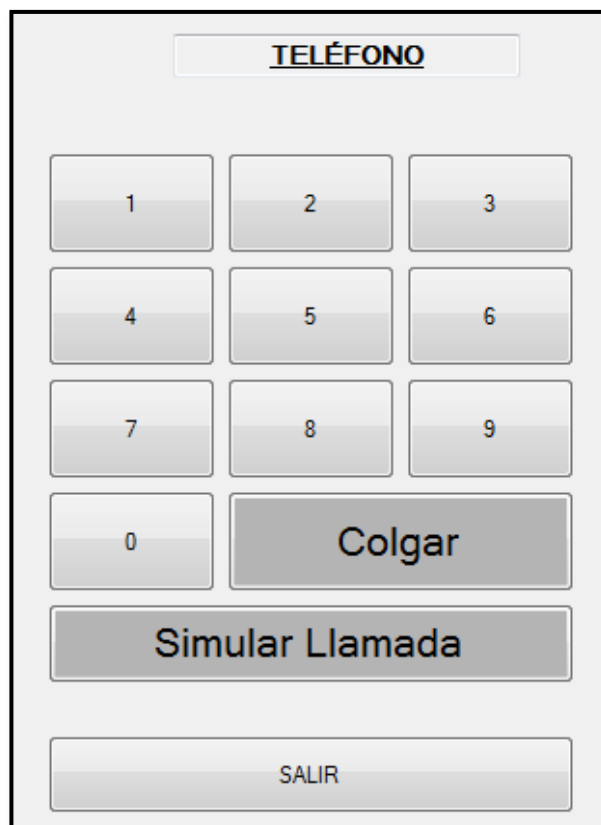 TELÉFONO
1 2 3
4 5 6
7 8 9
0 Colgar
Simular Llamada
SALIR